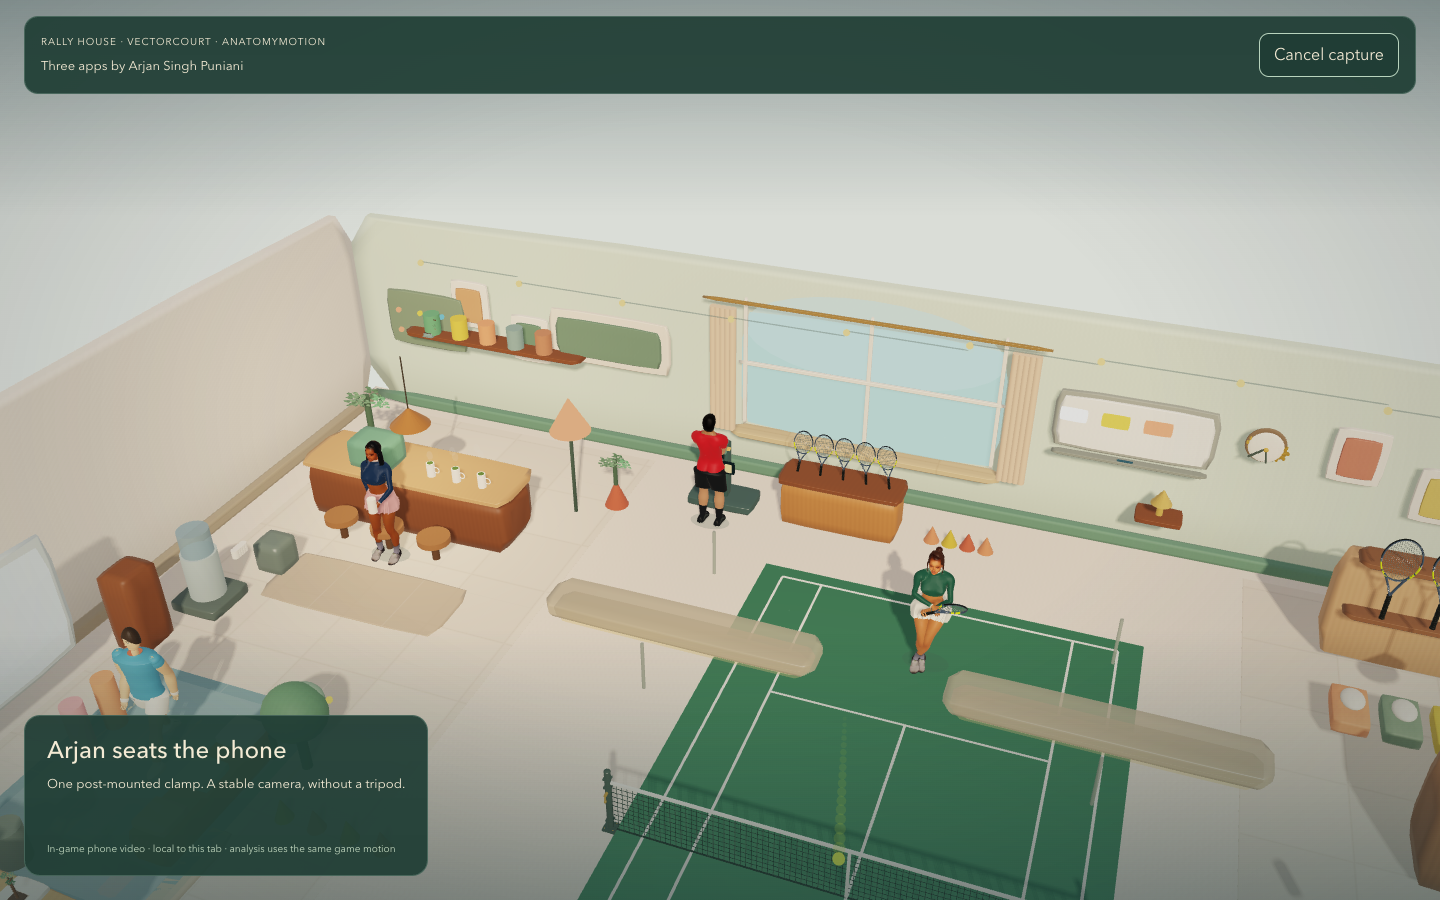 RALLY HOUSE · VECTORCOURT · ANATOMYMOTION
Three apps by Arjan Singh Puniani
Cancel capture
Arjan seats the phone
One post-mounted clamp. A stable camera, without a tripod.
In-game phone video · local to this tab · analysis uses the same game motion